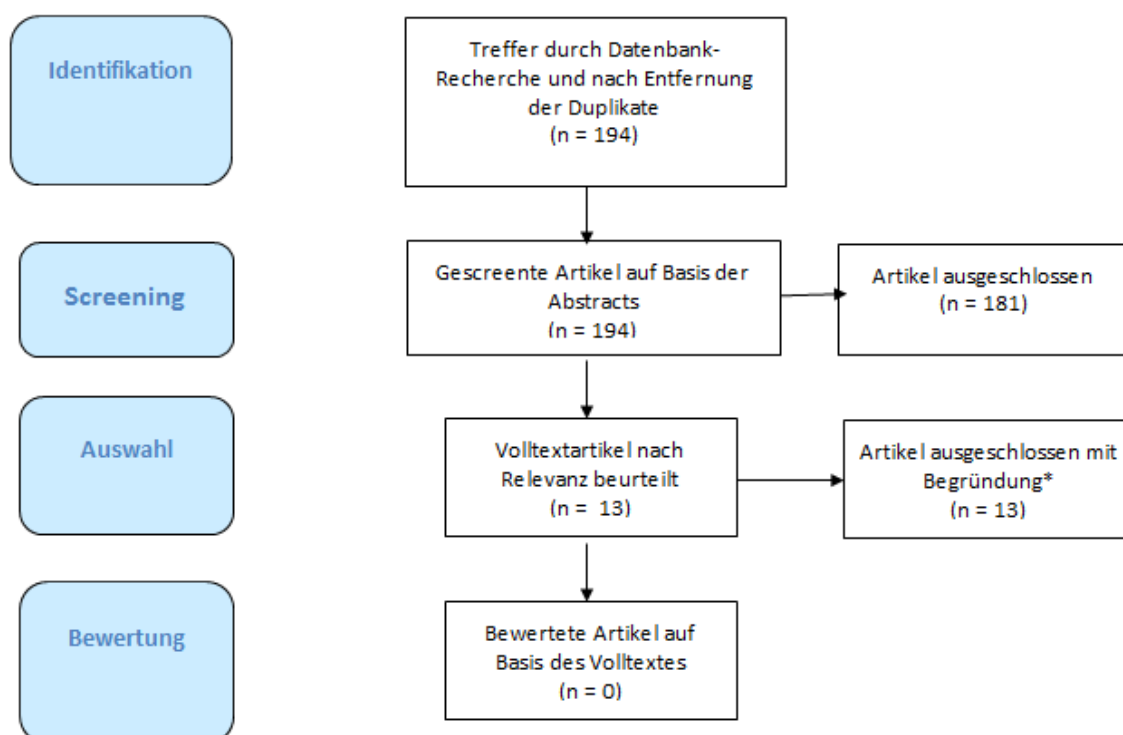 Identifikation
Treffer durch Datenbank-
Recherche und nach Entfernung
der Duplikate
(n = 194)
Screening
Gescreente Artikel auf Basis der
Abstracts
(n = 194)
Artikel ausgeschlossen
(n = 181)
Auswahl
Volltextartikel nach
Relevanz beurteilt
(n =  13)
Artikel ausgeschlossen mit
Begründung*
(n = 13)
Bewertung
Bewertete Artikel auf
Basis des Volltextes
(n = 0)